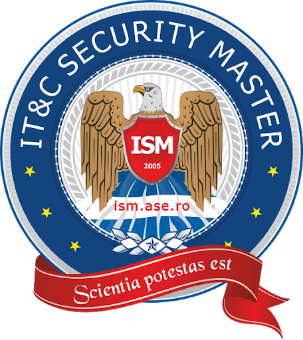 IT&C SECURITY MASTER
ISM
2005
ism.ase.ro
Scientia potestas est